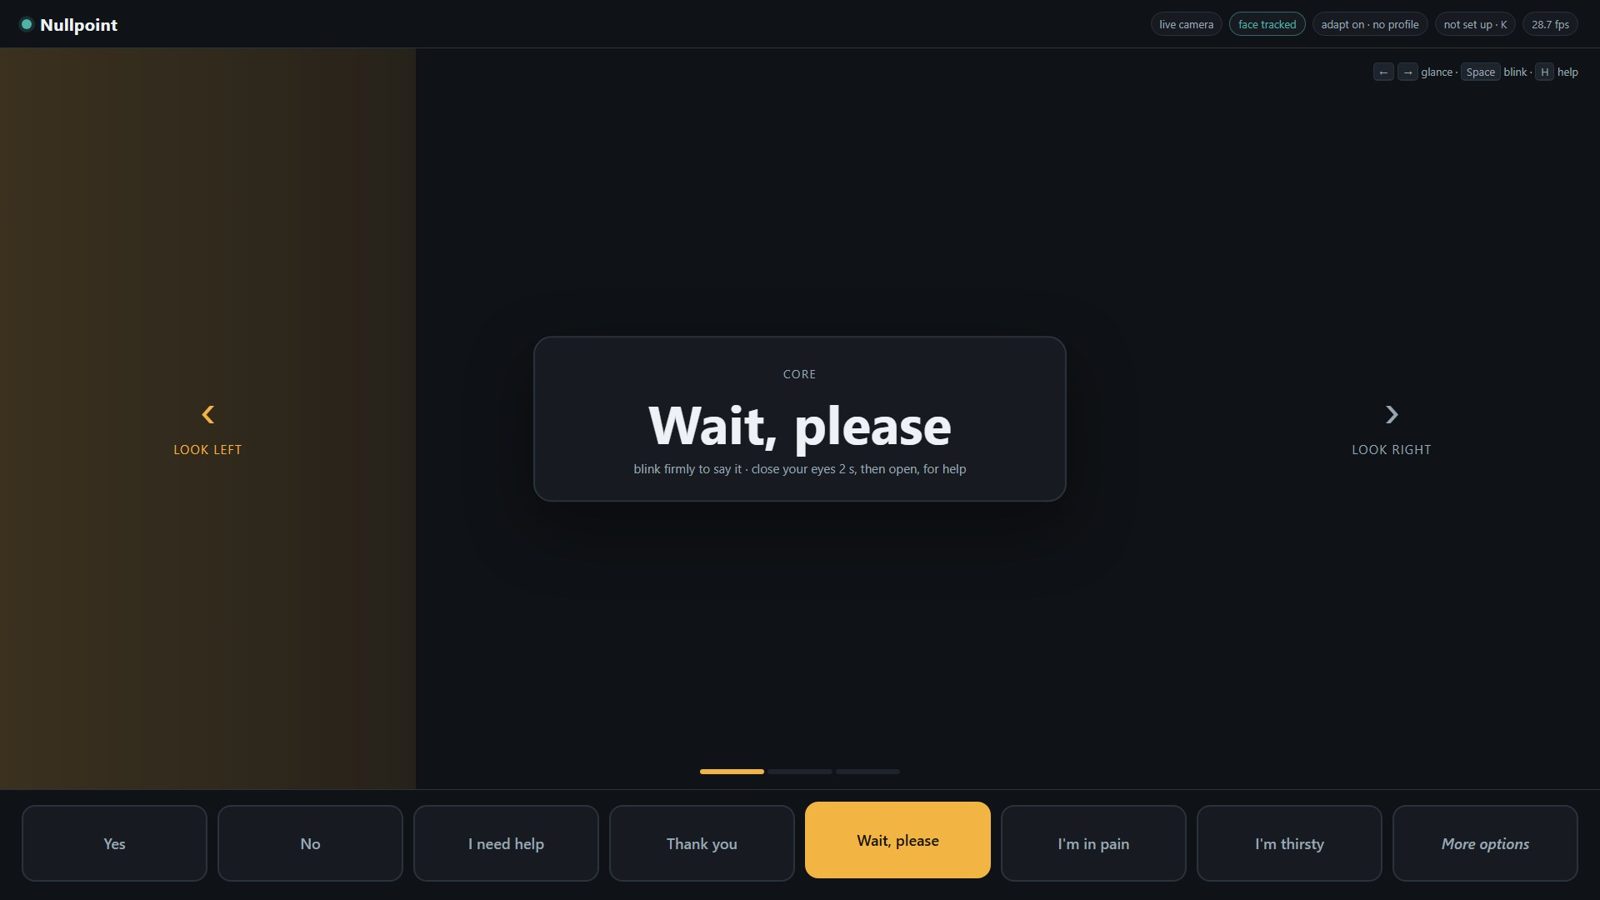 Nullpoint
live camera
face tracked
adapt on · no profile
not set up · K
28.7 fps
← → glance · Space blink · H help
‹
LOOK LEFT
CORE
Wait, please
blink firmly to say it · close your eyes 2 s, then open, for help
›
LOOK RIGHT
Yes
No
I need help
Thank you
Wait, please
I'm in pain
I'm thirsty
More options